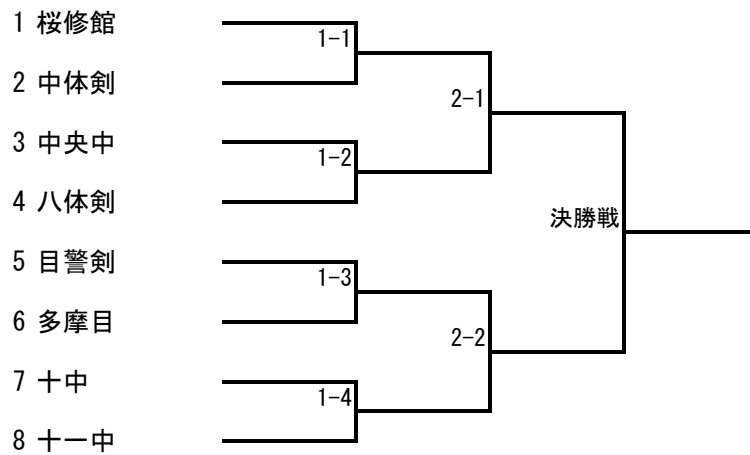 1 桜修館
1-1
2 中体剣
2-1
3 中央中
1-2
4 八体剣
決勝戦
5 目警剣
1-3
6 多摩目
2-2
7 十中
1-4
8 十一中